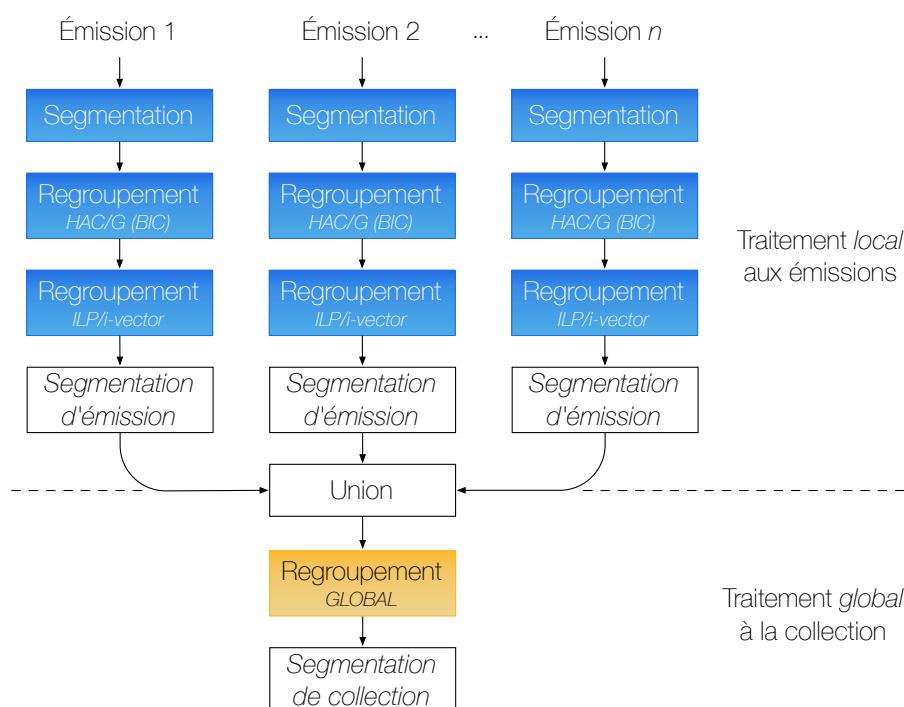 Émission 1
Émission 2
...
Émission n
Segmentation
Segmentation
Segmentation
Regroupement
HAC/G (BIC)
Regroupement
HAC/G (BIC)
Regroupement
HAC/G (BIC)
Traitement local
aux émissions
Regroupement
ILP/i-vector
Regroupement
ILP/i-vector
Regroupement
ILP/i-vector
Segmentation
d'émission
Segmentation
d'émission
Segmentation
d'émission
Union
Regroupement
GLOBAL
Traitement global
à la collection
Segmentation
de collection